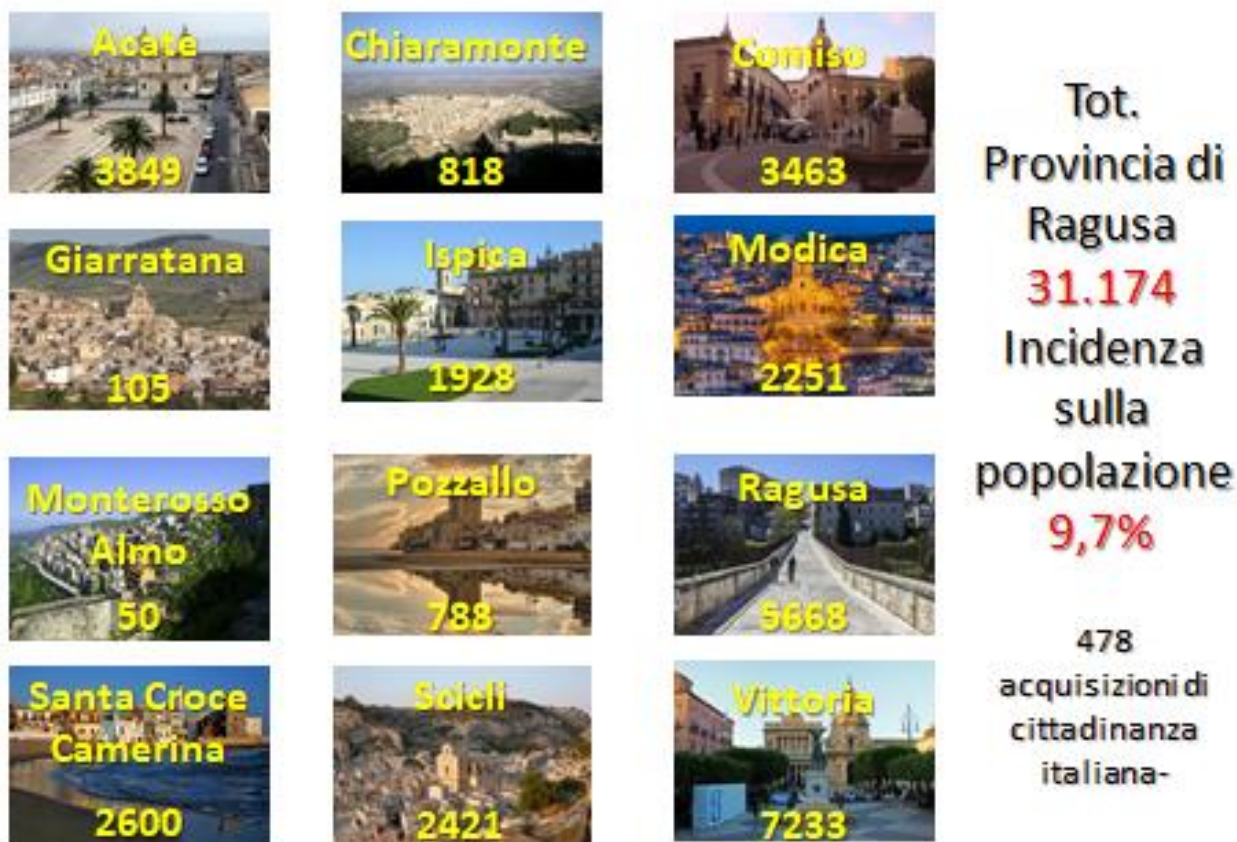 Acate
3849
Chiaramonte
818
Comiso
3463
Giarratana
105
Ispica
1928
Modica
2251
Monterosso
Almo
50
Pozzallo
788
Ragusa
5668
Santa Croce
Camerina
2600
Scicli
2421
Vittoria
7233
Tot.
Provincia di
Ragusa
31.174
Incidenza
sulla
popolazione
9,7%
478
acquisizioni di
cittadinanza
italiana-